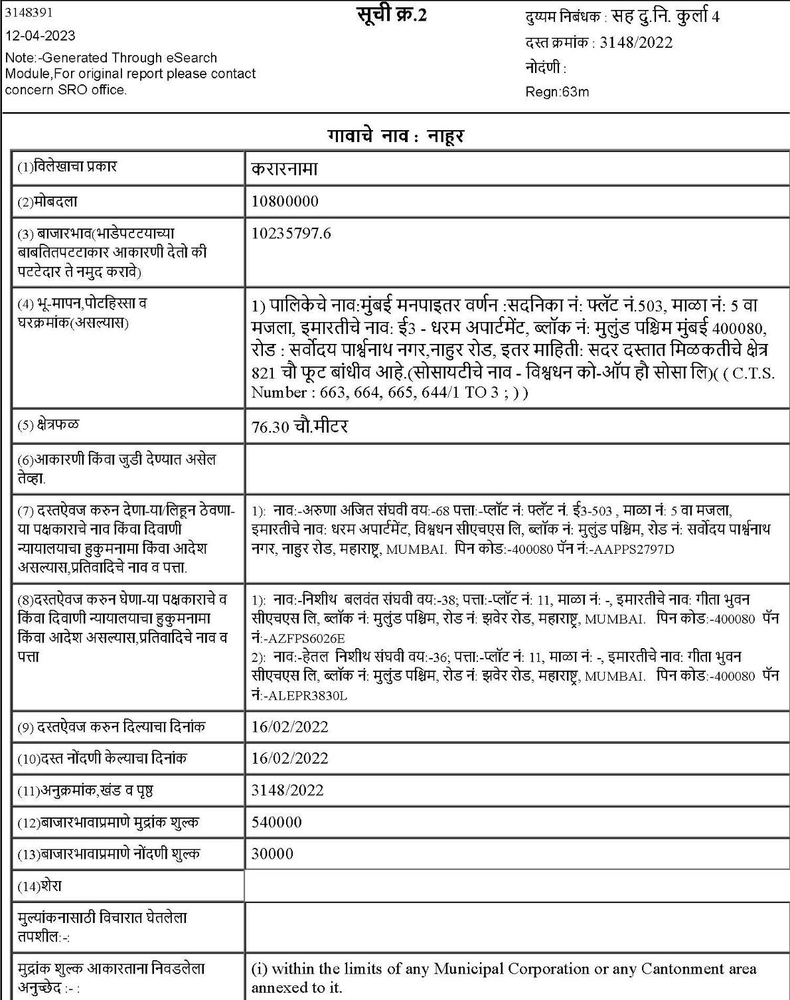 3148391
12-04-2023
Note:-Generated Through eSearch
Module,For original report please contact
concern SRO office.
सूची क्र.2
दुय्यम निबंधक : सह दु.नि. कुर्ला 4
दस्त क्रमांक : 3148/2022
नोदंणी :
Regn:63m
गावाचे नाव : नाहूर
(1)विलेखाचा प्रकार
करारनामा
(2)मोबदला
10800000
(3) बाजारभाव(भाडेपटटयाच्या
बाबतितपटटाकार आकारणी देतो की
पटटेदार ते नमुद करावे)
10235797.6
(4) भू-मापन,पोटहिस्सा व
घरक्रमांक(असल्यास)
1) पालिकेचे नाव:मुंबई मनपाइतर वर्णन :सदनिका नं: फ्लॅट नं.503, माळा नं: 5 वा
मजला, इमारतीचे नाव: ई3 - धरम अपार्टमेंट, ब्लॉक नं: मुलुंड पश्चिम मुंबई 400080,
रोड : सर्वोदय पार्श्वनाथ नगर,नाहुर रोड, इतर माहिती: सदर दस्तात मिळकतीचे क्षेत्र
821 चौ फूट बांधीव आहे.(सोसायटीचे नाव - विश्वधन को-ऑप हौ सोसा लि)( ( C.T.S.
Number : 663, 664, 665, 644/1 TO 3 ; ) )
(5) क्षेत्रफळ
76.30 चौ.मीटर
(6)आकारणी किंवा जुडी देण्यात असेल
तेव्हा.
(7) दस्तऐवज करुन देणा-या/लिहून ठेवणा-
या पक्षकाराचे नाव किंवा दिवाणी
न्यायालयाचा हुकुमनामा किंवा आदेश
असल्यास,प्रतिवादिचे नाव व पत्ता.
1): नाव:-अरुणा अजित संघवी वय:-68 पत्ता:-प्लॉट नं: फ्लॅट नं. ई3-503 , माळा नं: 5 वा मजला,
इमारतीचे नाव: धरम अपार्टमेंट, विश्वधन सीएचएस लि, ब्लॉक नं: मुलुंड पश्चिम, रोड नं: सर्वोदय पार्श्वनाथ
नगर, नाहुर रोड, महाराष्ट्र, MUMBAI. पिन कोड:-400080 पॅन नं:-AAPPS2797D
(8)दस्तऐवज करुन घेणा-या पक्षकाराचे व
किंवा दिवाणी न्यायालयाचा हुकुमनामा
किंवा आदेश असल्यास,प्रतिवादिचे नाव व
पत्ता
1): नाव:-निशीथ बलवंत संघवी वय:-38; पत्ता:-प्लॉट नं: 11, माळा नं: -, इमारतीचे नाव: गीता भुवन
सीएचएस लि, ब्लॉक नं: मुलुंड पश्चिम, रोड नं: झवेर रोड, महाराष्ट्र, MUMBAI. पिन कोड:-400080 पॅन
नं:-AZFPS6026E
2): नाव:-हेतल निशीथ संघवी वय:-36; पत्ता:-प्लॉट नं: 11, माळा नं: -, इमारतीचे नाव: गीता भुवन
सीएचएस लि, ब्लॉक नं: मुलुंड पश्चिम, रोड नं: झवेर रोड, महाराष्ट्र, MUMBAI. पिन कोड:-400080 पॅन
नं:-ALEPR3830L
(9) दस्तऐवज करुन दिल्याचा दिनांक
16/02/2022
(10)दस्त नोंदणी केल्याचा दिनांक
16/02/2022
(11)अनुक्रमांक,खंड व पृष्ठ
3148/2022
(12)बाजारभावाप्रमाणे मुद्रांक शुल्क
540000
(13)बाजारभावाप्रमाणे नोंदणी शुल्क
30000
(14)शेरा
मुल्यांकनासाठी विचारात घेतलेला
तपशील:-:
मुद्रांक शुल्क आकारताना निवडलेला
अनुच्छेद :- :
(i) within the limits of any Municipal Corporation or any Cantonment area
annexed to it.